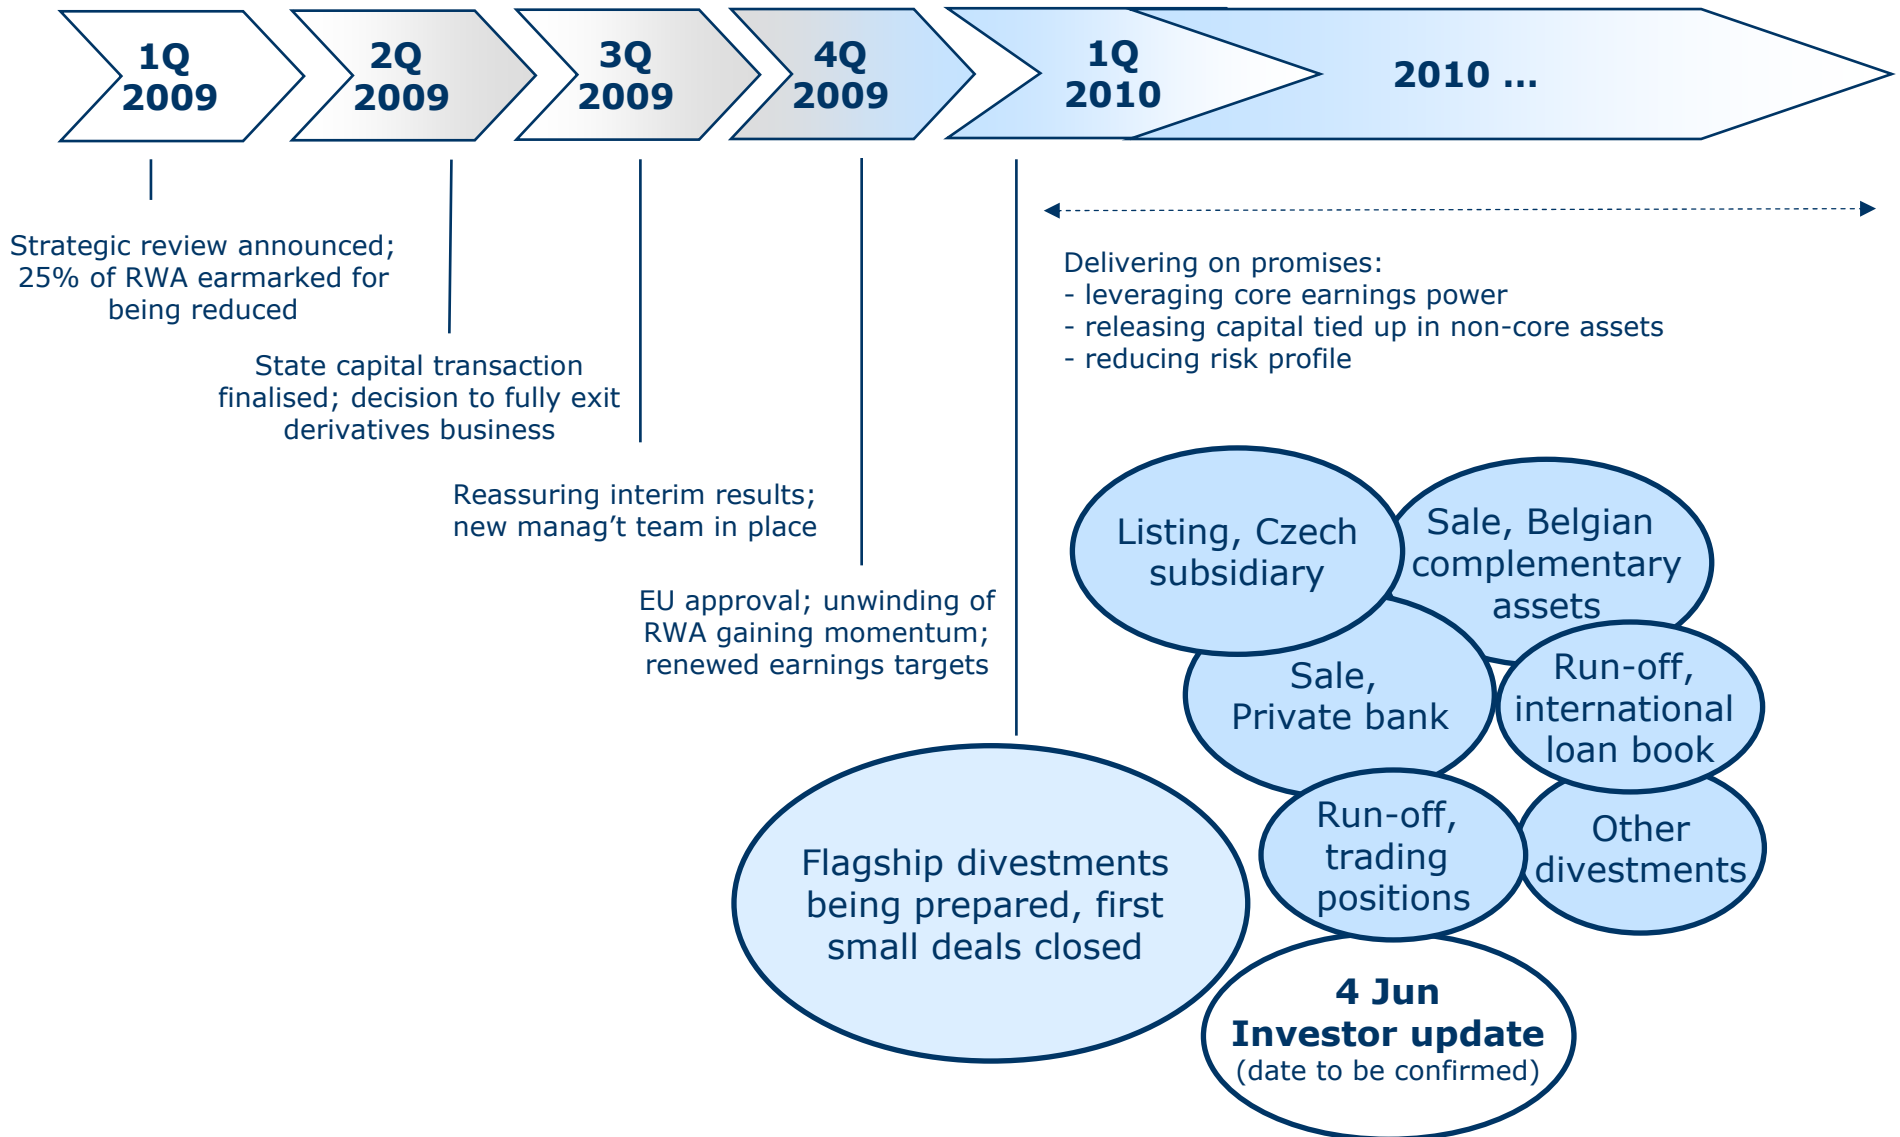 1Q
2009
2Q
2009
3Q
2009
4Q
2009
1Q
2010
2010 ...
Strategic review announced;
25% of RWA earmarked for
being reduced
State capital transaction
finalised; decision to fully exit
derivatives business
Reassuring interim results;
new manag’t team in place
EU approval; unwinding of
RWA gaining momentum;
renewed earnings targets
Delivering on promises:
- leveraging core earnings power
- releasing capital tied up in non-core assets
- reducing risk profile
Flagship divestments
being prepared, first
small deals closed
Listing, Czech
subsidiary
Sale, Belgian
complementary
assets
Sale,
Private bank
Run-off,
international
loan book
Run-off,
trading
positions
Other
divestments
4 Jun
Investor update
(date to be confirmed)